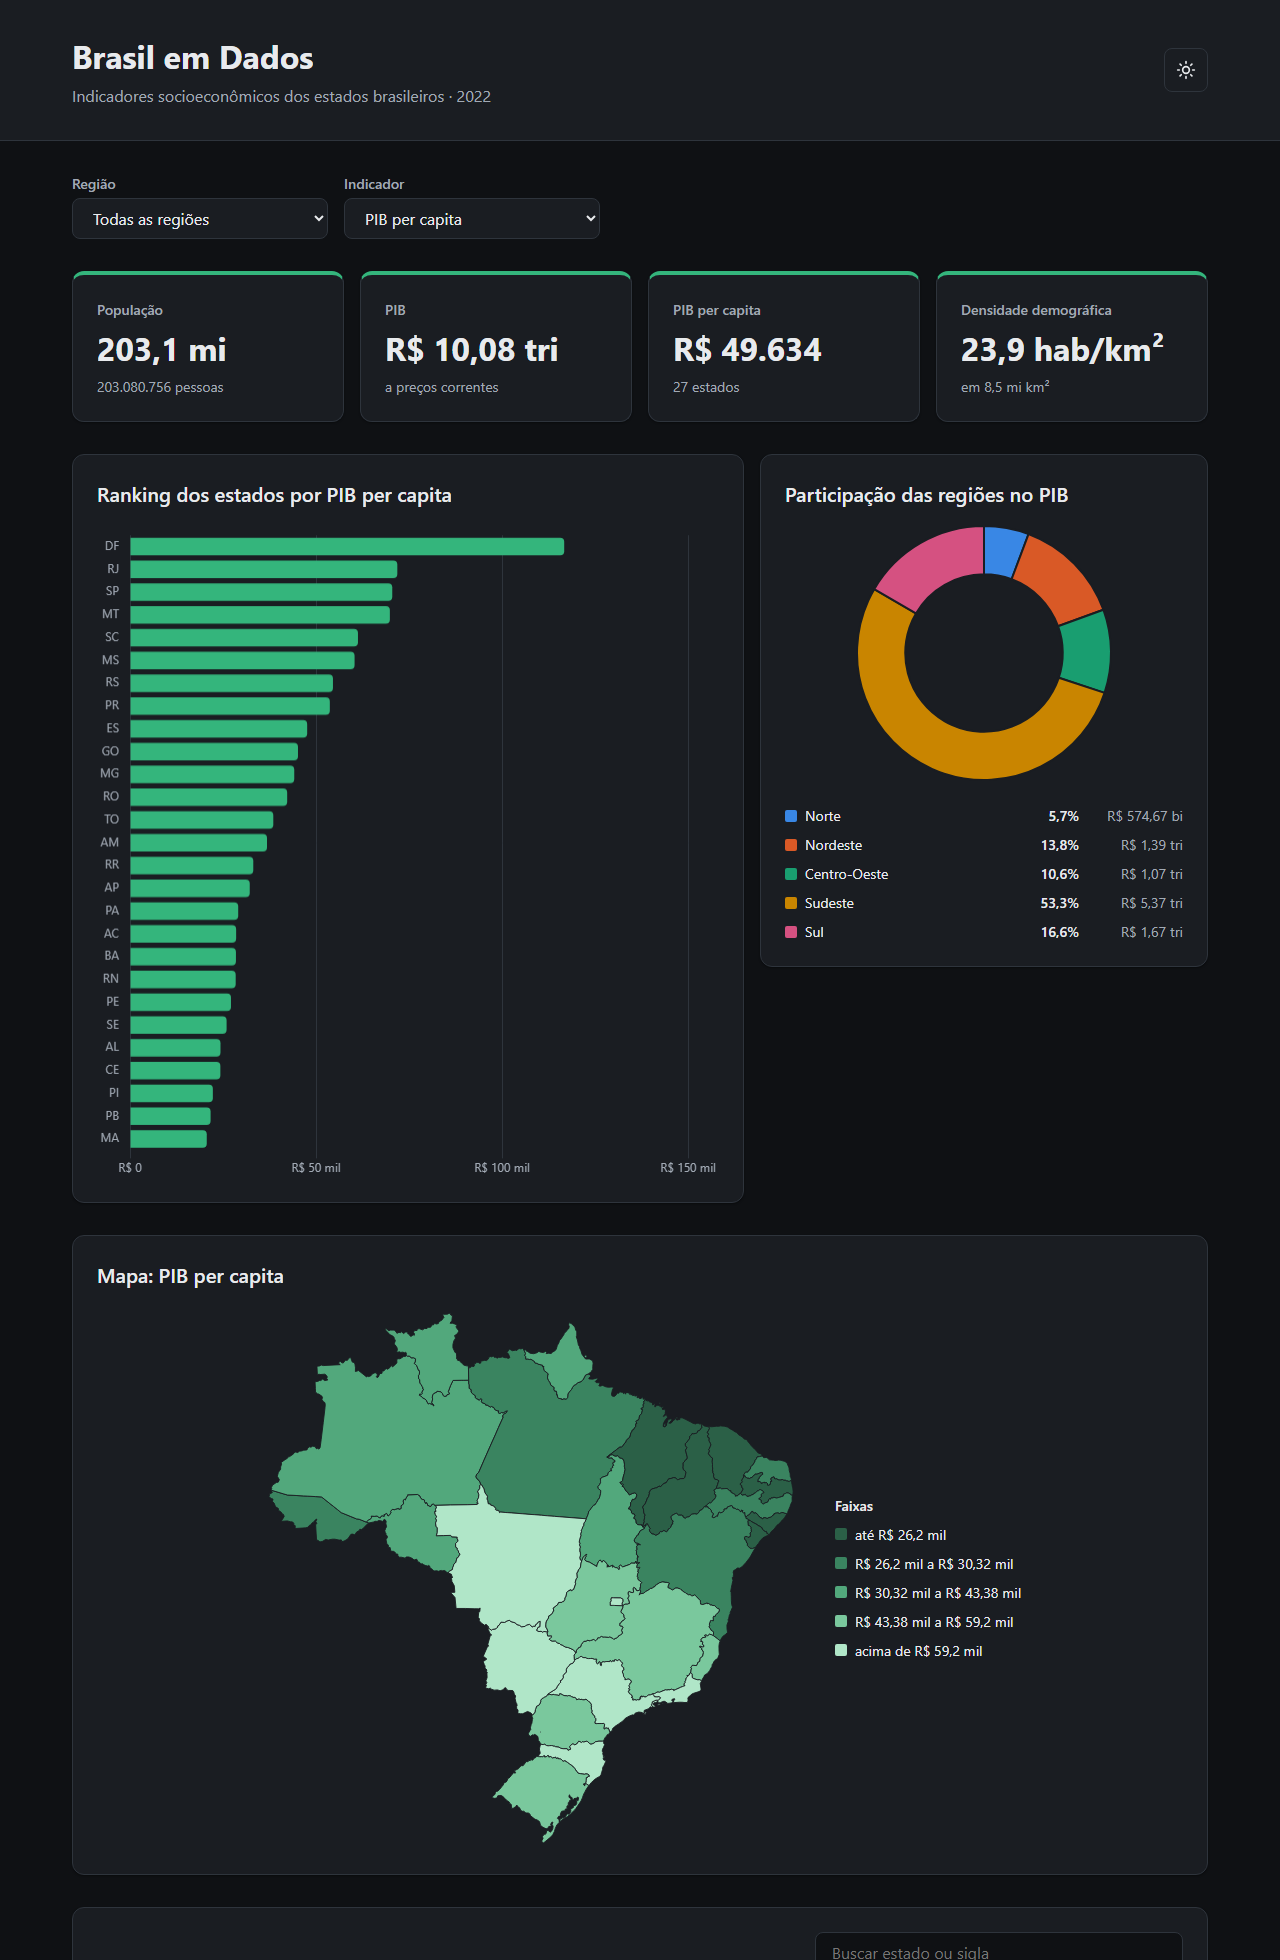 Brasil em Dados
Indicadores socioeconômicos dos estados brasileiros · 2022
Região
Indicador
Todas as regiões
PIB per capita
População
203,1 mi
203.080.756 pessoas
PIB
R$ 10,08 tri
a preços correntes
PIB per capita
R$ 49.634
27 estados
Densidade demográfica
23,9 hab/km²
em 8,5 mi km²
Ranking dos estados por PIB per capita
DF
RJ
SP
MT
SC
MS
RS
PR
ES
GO
MG
RO
TO
AM
RR
AP
PA
AC
BA
RN
PE
SE
AL
CE
PI
PB
MA
R$ 0
R$ 50 mil
R$ 100 mil
R$ 150 mil
Participação das regiões no PIB
Norte 5,7% R$ 574,67 bi
Nordeste 13,8% R$ 1,39 tri
Centro-Oeste 10,6% R$ 1,07 tri
Sudeste 53,3% R$ 5,37 tri
Sul 16,6% R$ 1,67 tri
Mapa: PIB per capita
Faixas
até R$ 26,2 mil
R$ 26,2 mil a R$ 30,32 mil
R$ 30,32 mil a R$ 43,38 mil
R$ 43,38 mil a R$ 59,2 mil
acima de R$ 59,2 mil
Buscar estado ou sigla